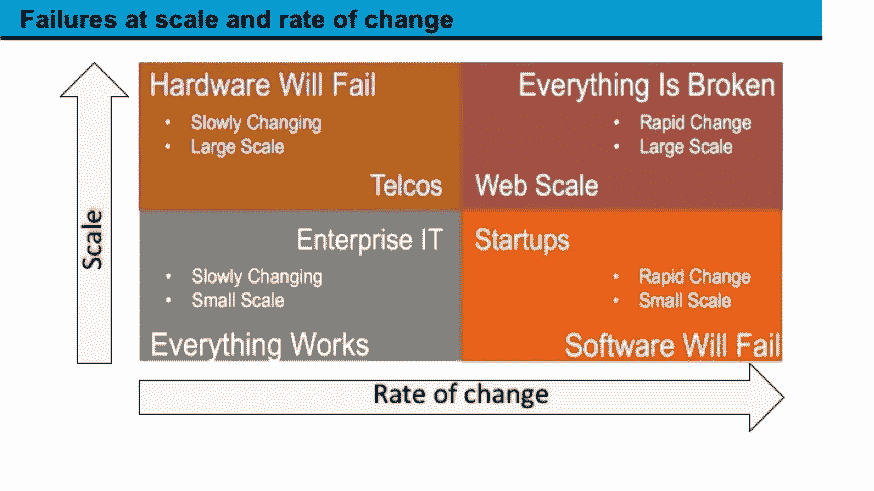 Failures at scale and rate of change
Hardware Will Fail
• Slowly Changing
• Large Scale
Telcos
Everything Is Broken
• Rapid Change
• Large Scale
Web Scale
Enterprise IT
• Slowly Changing
• Small Scale
Everything Works
Startups
• Rapid Change
• Small Scale
Software Will Fail
Scale
Rate of change